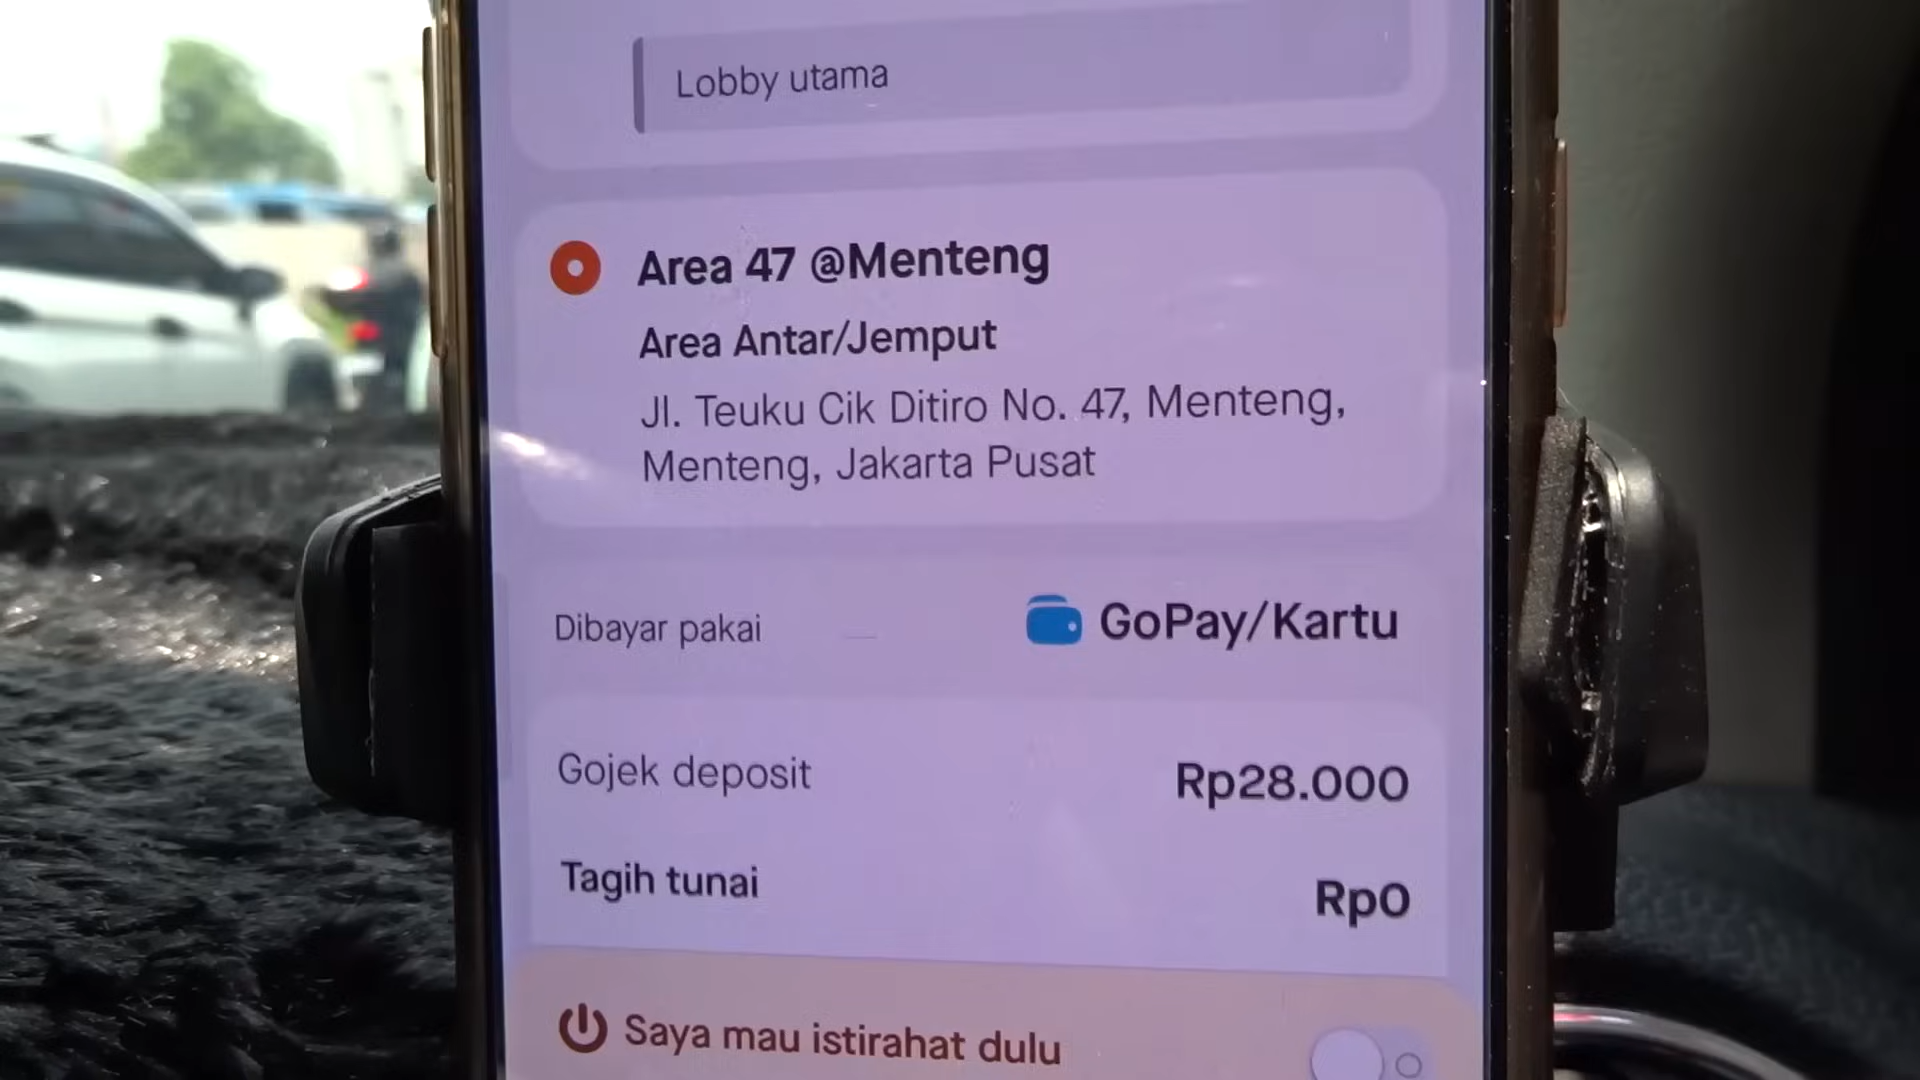 Lobby utama
Area 47 @Menteng
Area Antar/Jemput
Jl. Teuku Cik Ditiro No. 47, Menteng,
Menteng, Jakarta Pusat
Dibayar pakai
GoPay/Kartu
Gojek deposit
Rp28.000
Tagih tunai
Rp0
Saya mau istirahat dulu